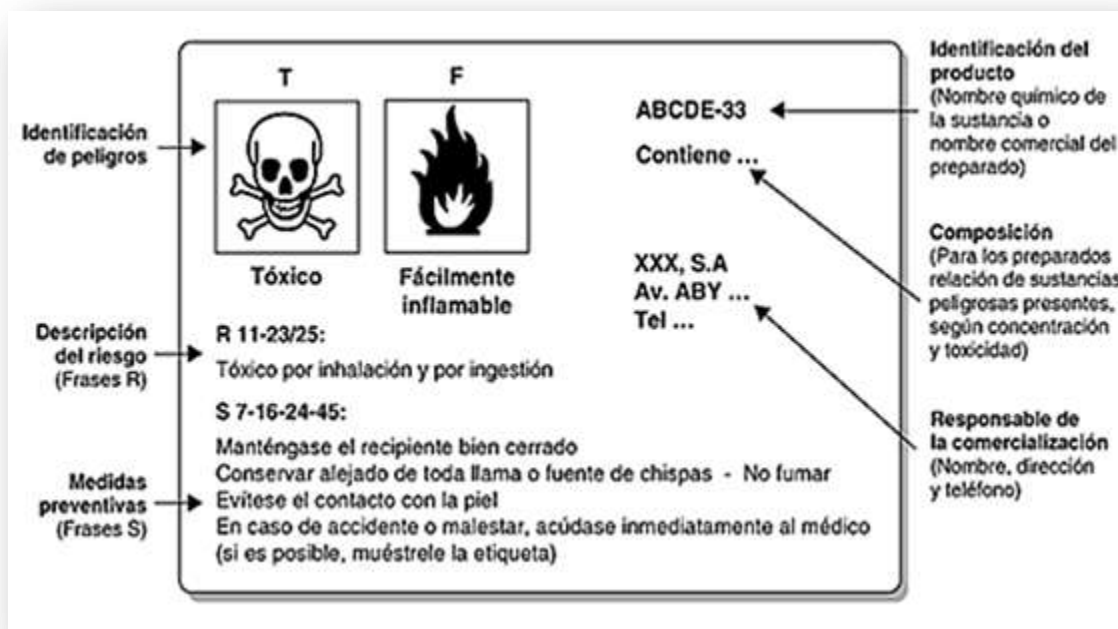 Identificación
de peligros
Descripción
del riesgo
(Frases R)
Medidas
preventivas
(Frases S)
T
F
Tóxico
Fácilmente
inflamable
R 11-23/25:
Tóxico por inhalación y por ingestión
S 7-16-24-45:
Manténgase el recipiente bien cerrado
Conservar alejado de toda llama o fuente de chispas - No fumar
Evítese el contacto con la piel
En caso de accidente o malestar, acúdase inmediatamente al médico
(si es posible, muéstrele la etiqueta)
ABCDE-33
Contiene ...
XXX, S.A
Av. ABY ...
Tel ...
Identificación del
producto
(Nombre químico de
la sustancia o
nombre comercial del
preparado)
Composición
(Para los preparados
relación de sustancias
peligrosas presentes,
según concentración
y toxicidad)
Responsable de
la comercialización
(Nombre, dirección
y teléfono)